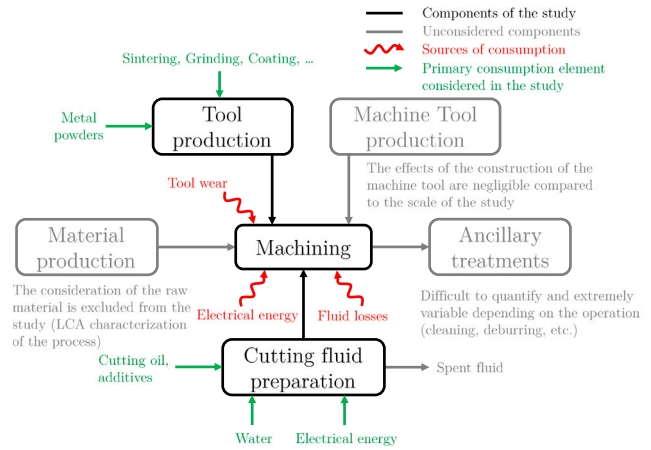 Components of the study
Unconsidered components
Sources of consumption
Primary consumption element
considered in the study
Sintering, Grinding, Coating, ...
Metal
powders
Tool
production
Machine Tool
production
The effects of the construction of the
machine tool are negligible compared
to the scale of the study
Tool wear
Material
production
Machining
Ancillary
treatments
The consideration of the raw
material is excluded from the
study (LCA characterization
of the process)
Electrical energy
Fluid losses
Difficult to quantify and extremely
variable depending on the operation
(cleaning, deburring, etc.)
Cutting oil,
additives
Cutting fluid
preparation
Spent fluid
Water
Electrical energy